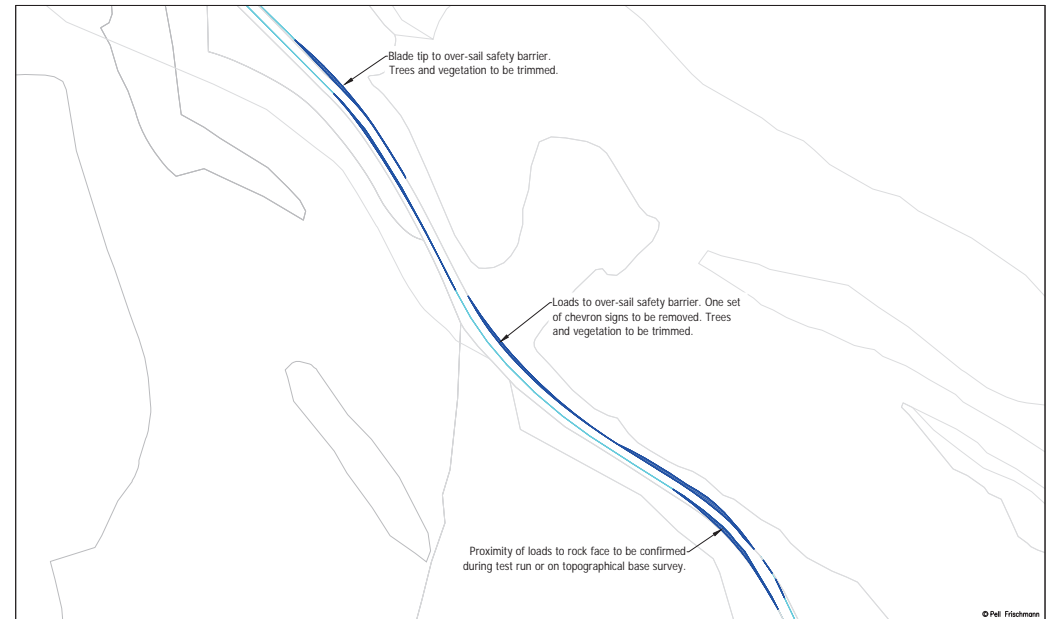 Blade tip to over-sail safety barrier.
Trees and vegetation to be trimmed.
Loads to over-sail safety barrier. One set
of chevron signs to be removed. Trees
and vegetation to be trimmed.
Proximity of loads to rock face to be confirmed
during test run or on topographical base survey.
© Pell Frischmann